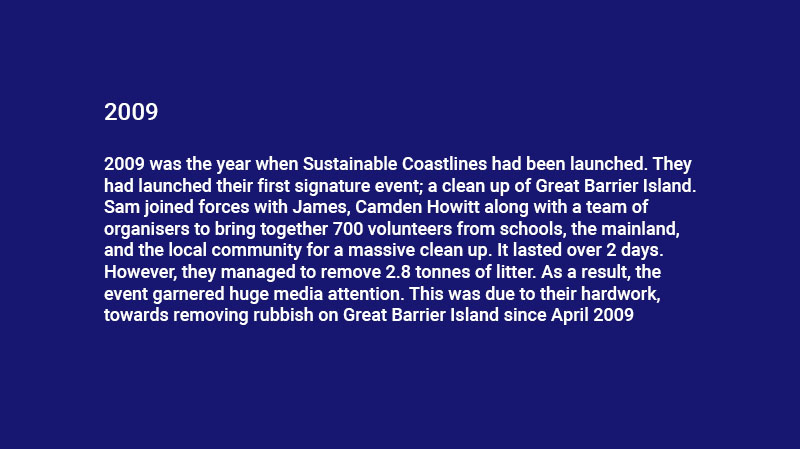 2009
2009 was the year when Sustainable Coastlines had been launched. They
had launched their first signature event; a clean up of Great Barrier Island.
Sam joined forces with James, Camden Howitt along with a team of
organisers to bring together 700 volunteers from schools, the mainland,
and the local community for a massive clean up. It lasted over 2 days.
However, they managed to remove 2.8 tonnes of litter. As a result, the
event garnered huge media attention. This was due to their hardwork,
towards removing rubbish on Great Barrier Island since April 2009